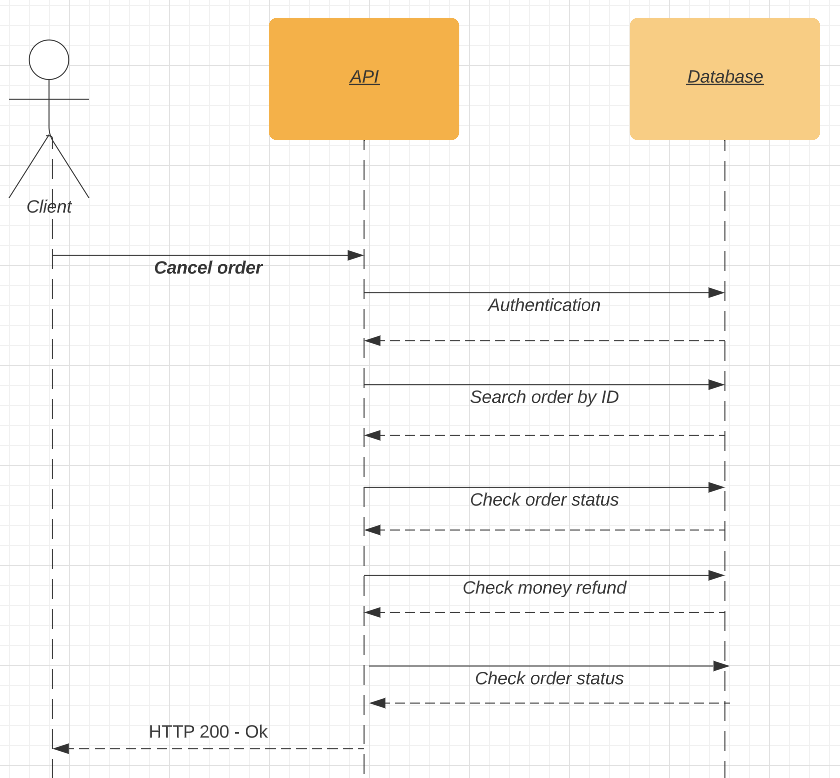 API
Database
Client
Cancel order
Authentication
Search order by ID
Check order status
Check money refund
Check order status
HTTP 200 - Ok